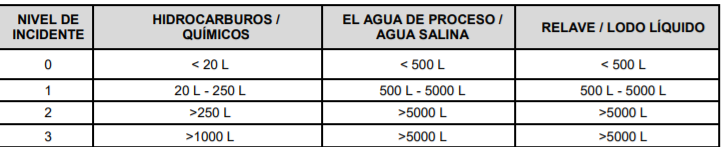 NIVEL DE INCIDENTE | HIDROCARBUROS / QUÍMICOS | EL AGUA DE PROCESO / AGUA SALINA | RELAVE / LODO LÍQUIDO
0 | < 20 L | < 500 L | < 500 L
1 | 20 L - 250 L | 500 L - 5000 L | 500 L - 5000 L
2 | >250 L | >5000 L | >5000 L
3 | >1000 L | >5000 L | >5000 L